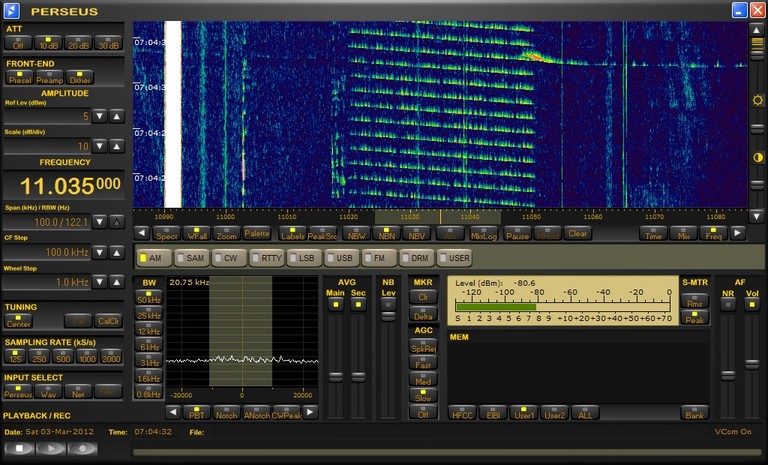 PERSEUS
ATT
Off 10 dB 20 dB 30 dB
FRONT-END
Presel Preamp Dither
AMPLITUDE
Ref Lev (dBm)
5
Scale (dB/div)
10
FREQUENCY
11.035000
Span (kHz) / RBW (Hz)
100.0 / 122.1
CF Step
100.0 kHz
Wheel Step
1.0 kHz
TUNING
Center CalClr
SAMPLING RATE (kS/s)
125 250 500 1000 2000
INPUT SELECT
Perseus Wav Net
PLAYBACK / REC
Date: Sat 03-Mar-2012 Time: 07:04:32 File:
VCom On
07:04:3
07:04:3
07:04:2
07:04:2
10990 11000 11010 11020 11030 11040 11050 11060 11070 11080
Spect WFall Zoom Palette Labels PeakSrc NBW NBN NBV MkrLog Pause Clear Time Mix Freq
AM SAM CW RTTY LSB USB FM DRM USER
BW
50 kHz
25 kHz
12 kHz
6 kHz
3 kHz
1.6kHz
0.8kHz
20.75 kHz
-20000 0 20000
PBT Notch ANotch CWPeak
AVG
Main Sec
NB
Lev
MKR
Clr
Delta
AGC
SpkRej
Fast
Med
Slow
Off
Level (dBm): -80.6
-120 -100 -80 -60 -40 -20 0
S 1 2 3 4 5 6 7 8 9 +10+20+30+40+50+60+70
S-MTR
Rms
Peak
MEM
HFCC EIBI User1 User2 ALL Bank
AF
NR Vol